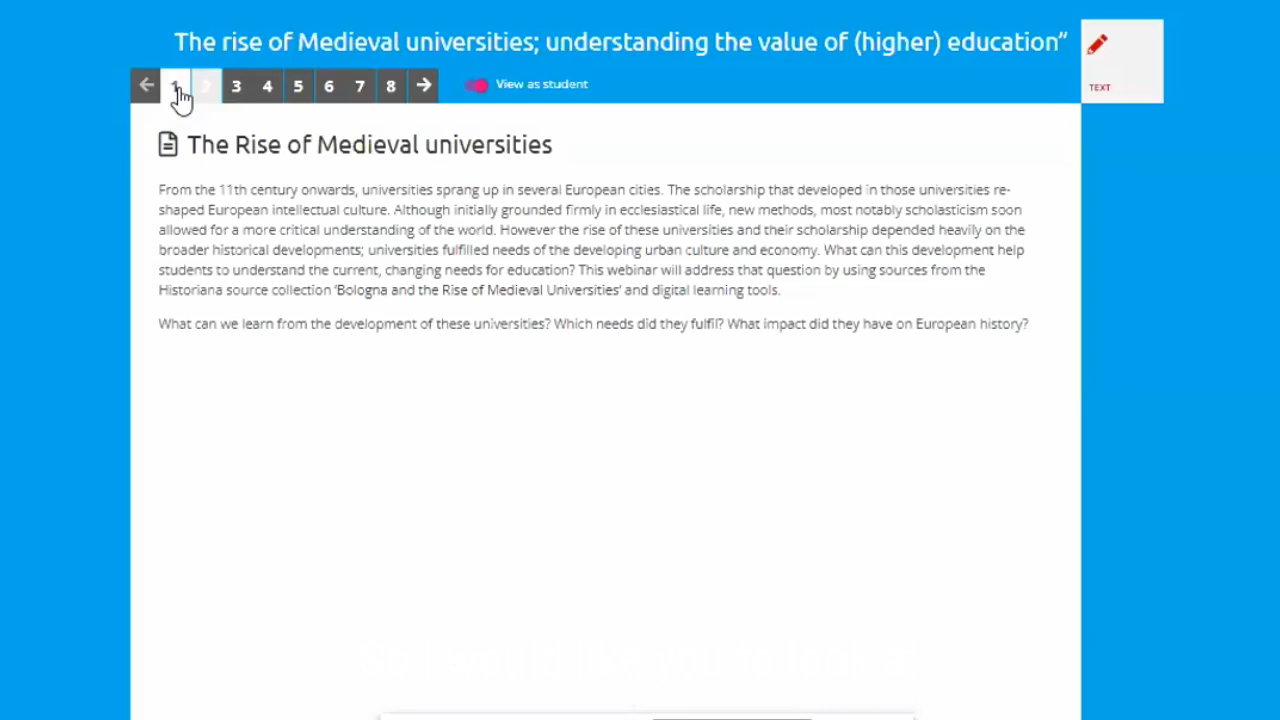 The rise of Medieval universities; understanding the value of (higher) education”
TEXT
1 2 3 4 5 6 7 8
View as student
The Rise of Medieval universities
From the 11th century onwards, universities sprang up in several European cities. The scholarship that developed in those universities re-
shaped European intellectual culture. Although initially grounded firmly in ecclesiastical life, new methods, most notably scholasticism soon
allowed for a more critical understanding of the world. However the rise of these universities and their scholarship depended heavily on the
broader historical developments; universities fulfilled needs of the developing urban culture and economy. What can this development help
students to understand the current, changing needs for education? This webinar will address that question by using sources from the
Historiana source collection ‘Bologna and the Rise of Medieval Universities’ and digital learning tools.
What can we learn from the development of these universities? Which needs did they fulfil? What impact did they have on European history?